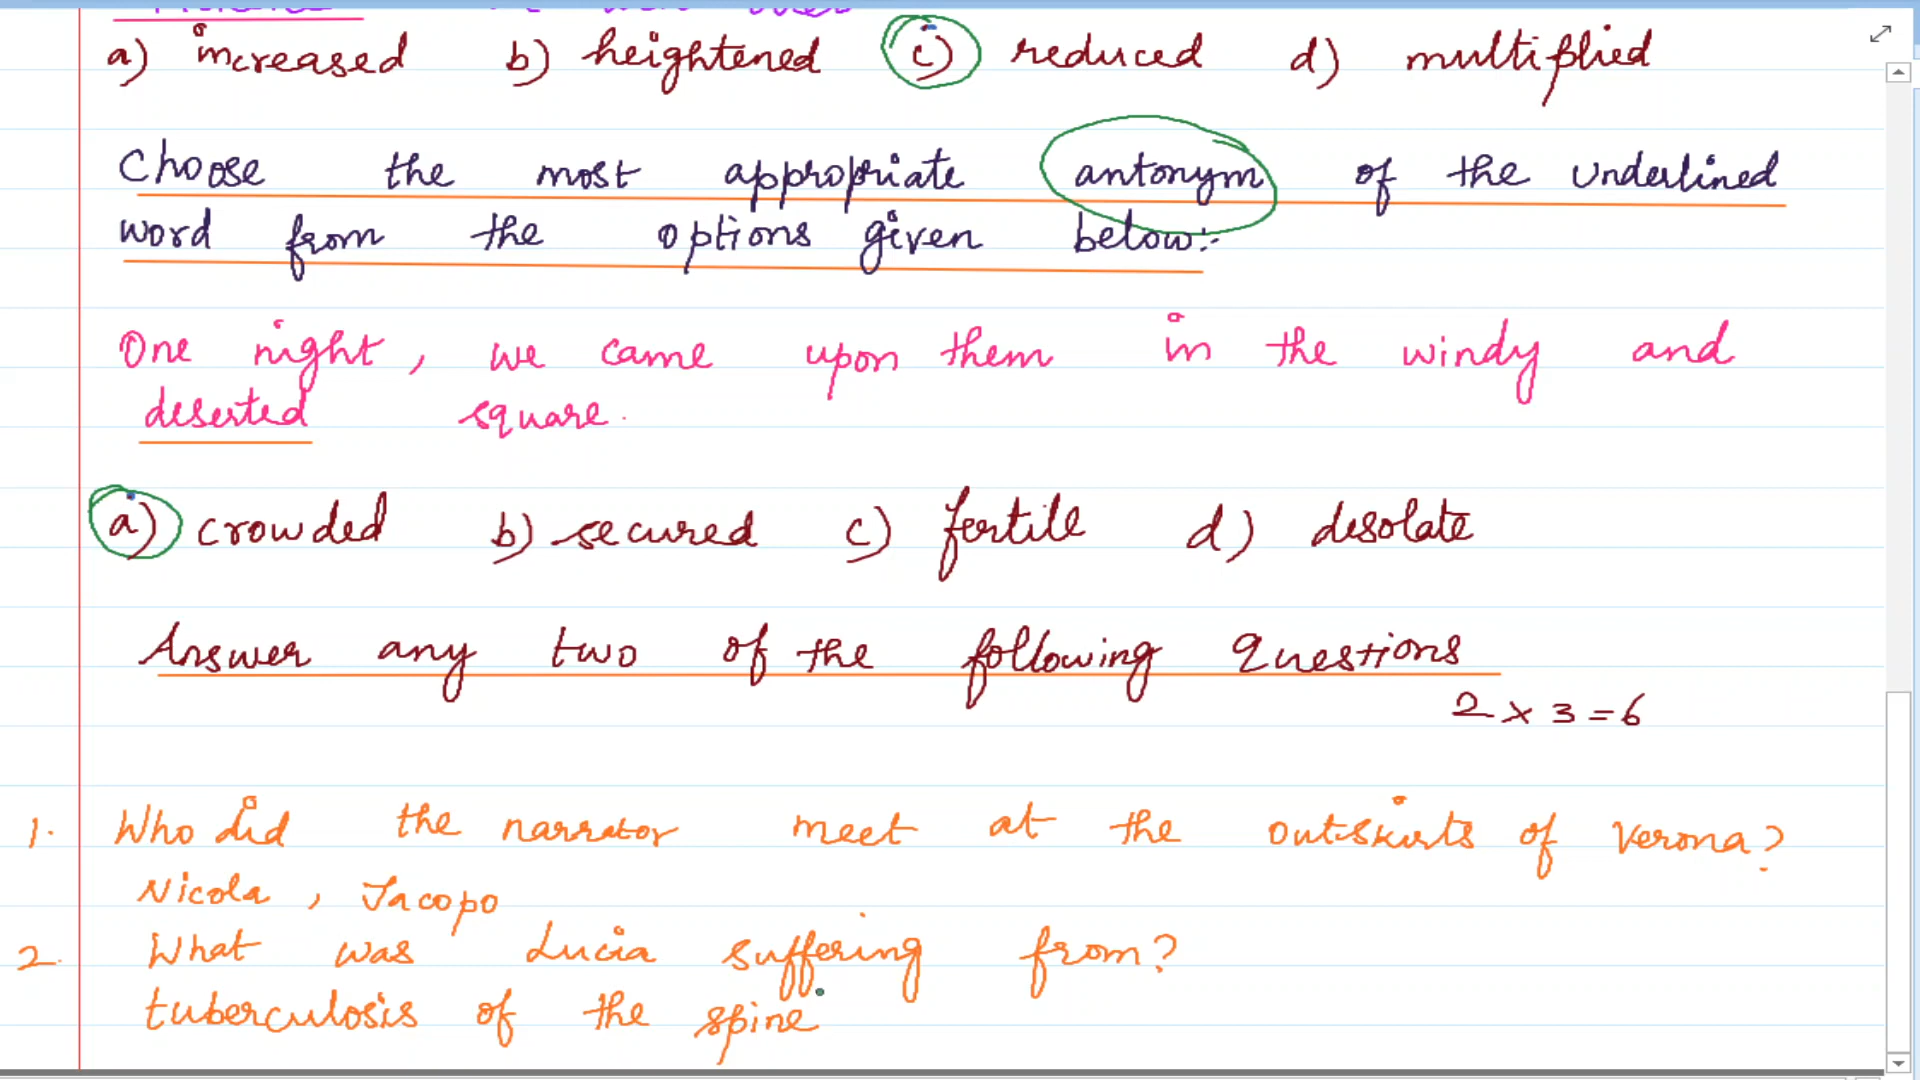 a) increased b) heightened c) reduced d) multiplied
Choose the most appropriate antonym of the underlined
word from the options given below:-
One night, we came upon them in the windy and
deserted square.
a) crowded b) secured c) fertile d) desolate
Answer any two of the following Questions
2 x 3 = 6
1. Who did the narrator meet at the outskirts of Verona?
Nicola, Jacopo
2. What was Lucia suffering from?
tuberculosis of the spine